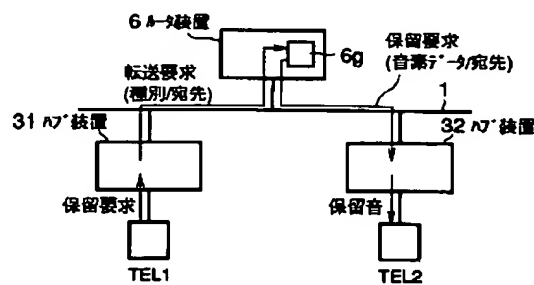 6 ルータ装置
6g
保留要求
(音楽データ/宛先)
転送要求
(種別/宛先)
1
31 ハブ装置
32 ハブ装置
保留要求
保留音
TEL1
TEL2